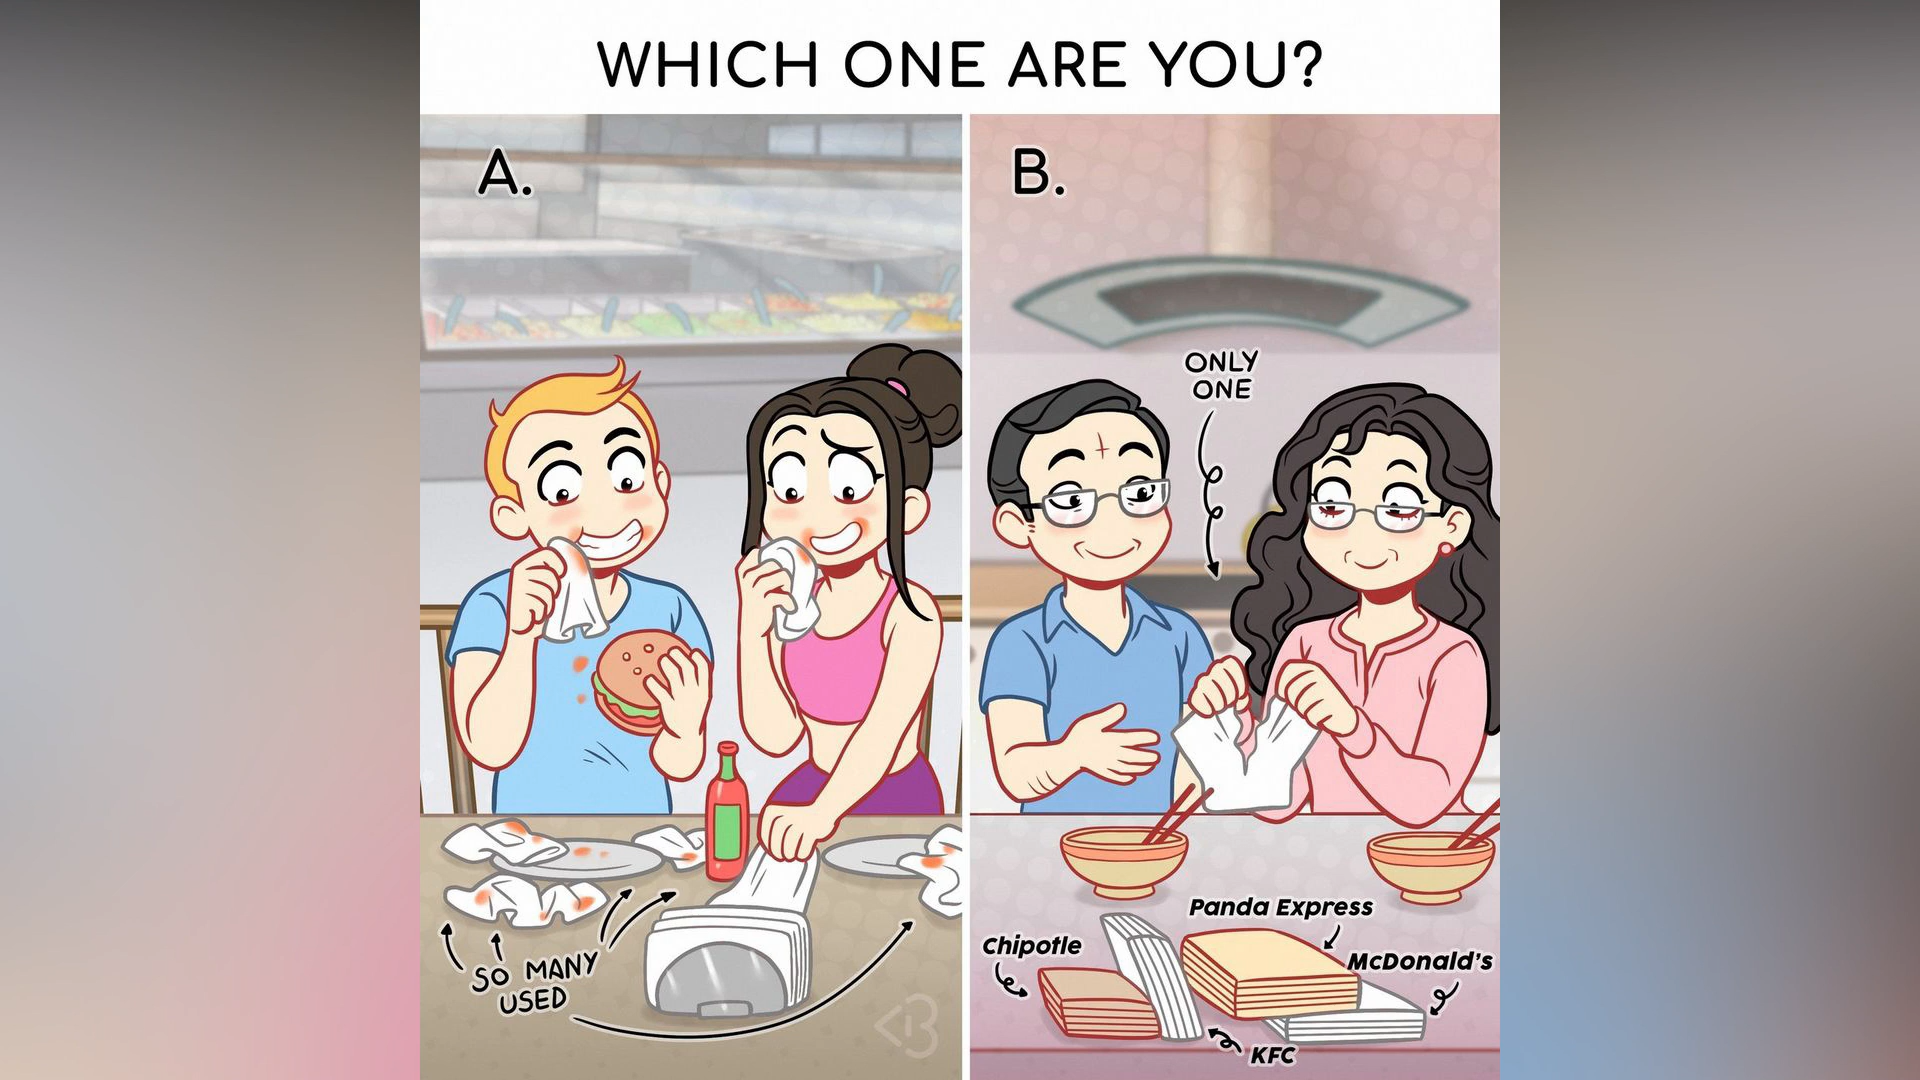 WHICH ONE ARE YOU?
A.
SO MANY
USED
B.
ONLY
ONE
Panda Express
Chipotle
McDonald's
KFC